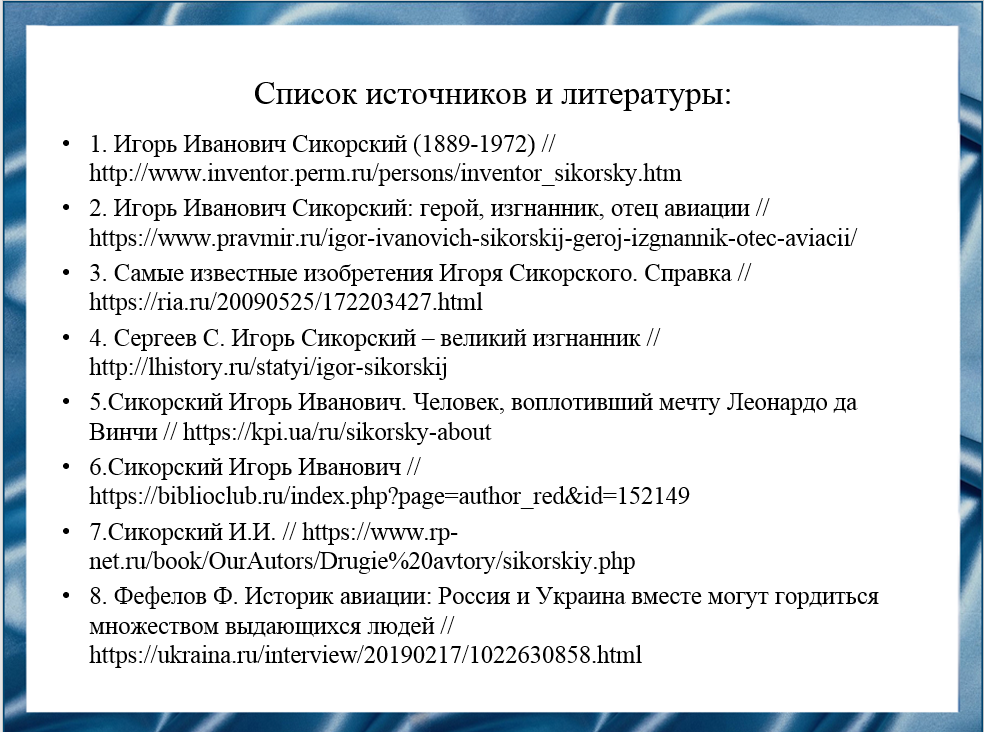 Список источников и литературы:
• 1. Игорь Иванович Сикорский (1889-1972) //
http://www.inventor.perm.ru/persons/inventor_sikorsky.htm
• 2. Игорь Иванович Сикорский: герой, изгнанник, отец авиации //
https://www.pravmir.ru/igor-ivanovich-sikorskij-geroj-izgnannik-otec-aviacii/
• 3. Самые известные изобретения Игоря Сикорского. Справка //
https://ria.ru/20090525/172203427.html
• 4. Сергеев С. Игорь Сикорский – великий изгнанник //
http://lhistory.ru/statyi/igor-sikorskij
• 5.Сикорский Игорь Иванович. Человек, воплотивший мечту Леонардо да
Винчи // https://kpi.ua/ru/sikorsky-about
• 6.Сикорский Игорь Иванович //
https://biblioclub.ru/index.php?page=author_red&id=152149
• 7.Сикорский И.И. // https://www.rp-
net.ru/book/OurAutors/Drugie%20avtory/sikorskiy.php
• 8. Фефелов Ф. Историк авиации: Россия и Украина вместе могут гордиться
множеством выдающихся людей //
https://ukraina.ru/interview/20190217/1022630858.html